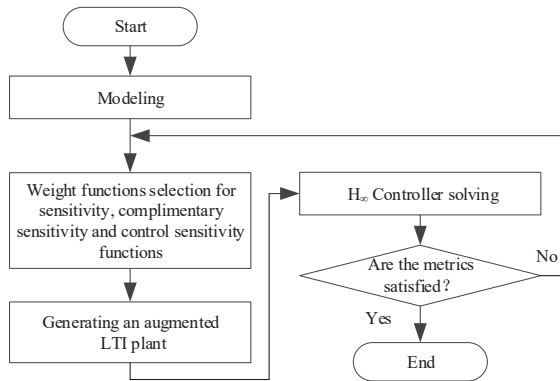 Start
Modeling
Weight functions selection for
sensitivity, complimentary
sensitivity and control sensitivity
functions
Generating an augmented
LTI plant
H∞ Controller solving
Are the metrics
satisfied?
No
Yes
End